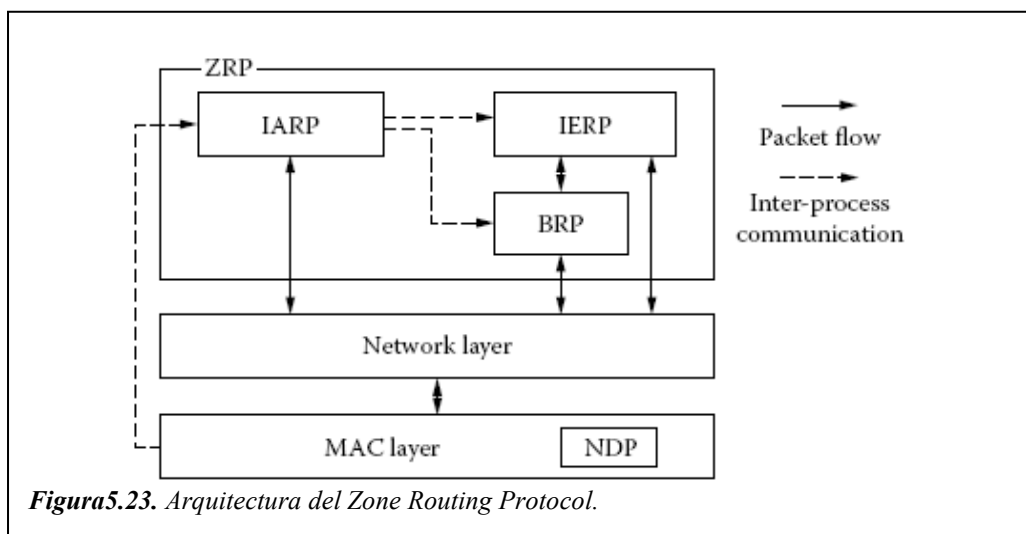 ZRP
IARP
IERP
BRP
Packet flow
Inter-process
communication
Network layer
MAC layer
NDP
Figura5.23. Arquitectura del Zone Routing Protocol.